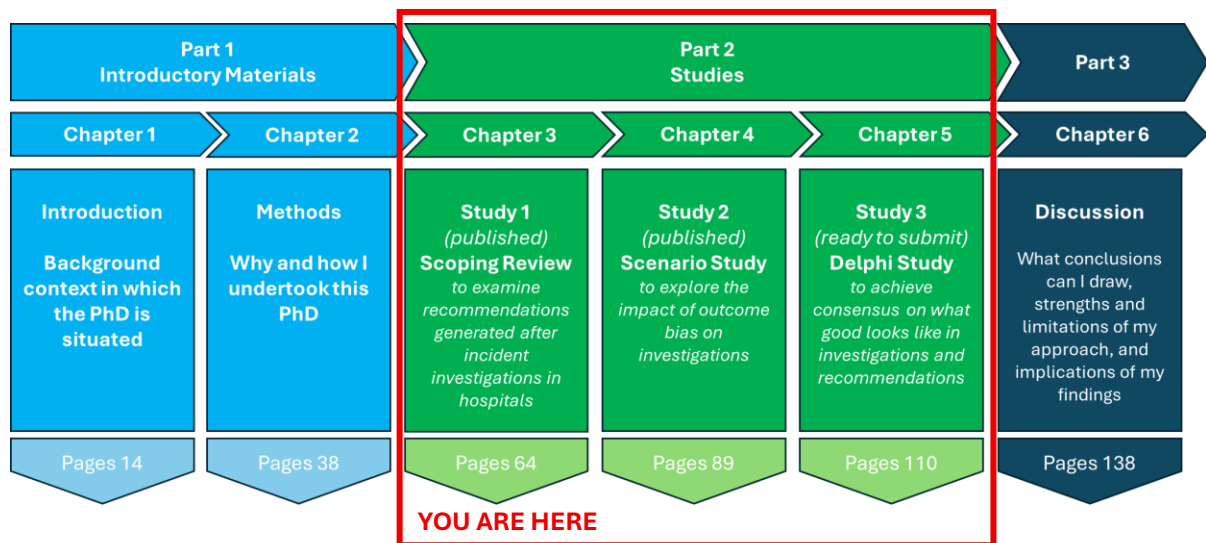 Part 1
Introductory Materials
Part 2
Studies
Part 3
Chapter 1
Chapter 2
Chapter 3
Chapter 4
Chapter 5
Chapter 6
Introduction
Background
context in which
the PhD is
situated
Methods
Why and how I
undertook this
PhD
Study 1
(published)
Scoping Review
to examine
recommendations
generated after
incident
investigations in
hospitals
Study 2
(published)
Scenario Study
to explore the
impact of outcome
bias on
investigations
Study 3
(ready to submit)
Delphi Study
to achieve
consensus on what
good looks like in
investigations and
recommendations
Discussion
What conclusions
can I draw,
strengths and
limitations of my
approach, and
implications of my
findings
Pages 14
Pages 38
Pages 64
Pages 89
Pages 110
Pages 138
YOU ARE HERE